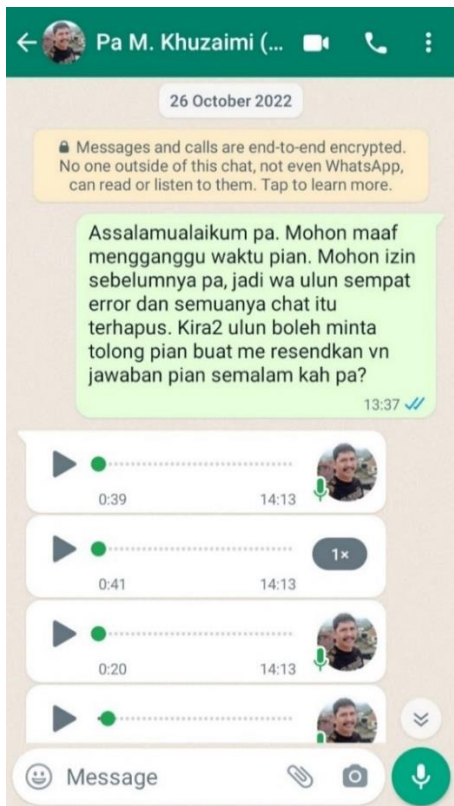 Pa M. Khuzaimi (...
26 October 2022
Messages and calls are end-to-end encrypted.
No one outside of this chat, not even WhatsApp,
can read or listen to them. Tap to learn more.
Assalamualaikum pa. Mohon maaf
mengganggu waktu pian. Mohon izin
sebelumnya pa, jadi wa ulun sempat
error dan semuanya chat itu
terhapus. Kira2 ulun boleh minta
tolong pian buat me resendkan vn
jawaban pian semalam kah pa?
13:37
0:39 14:13
1×
0:41 14:13
0:20 14:13
Message